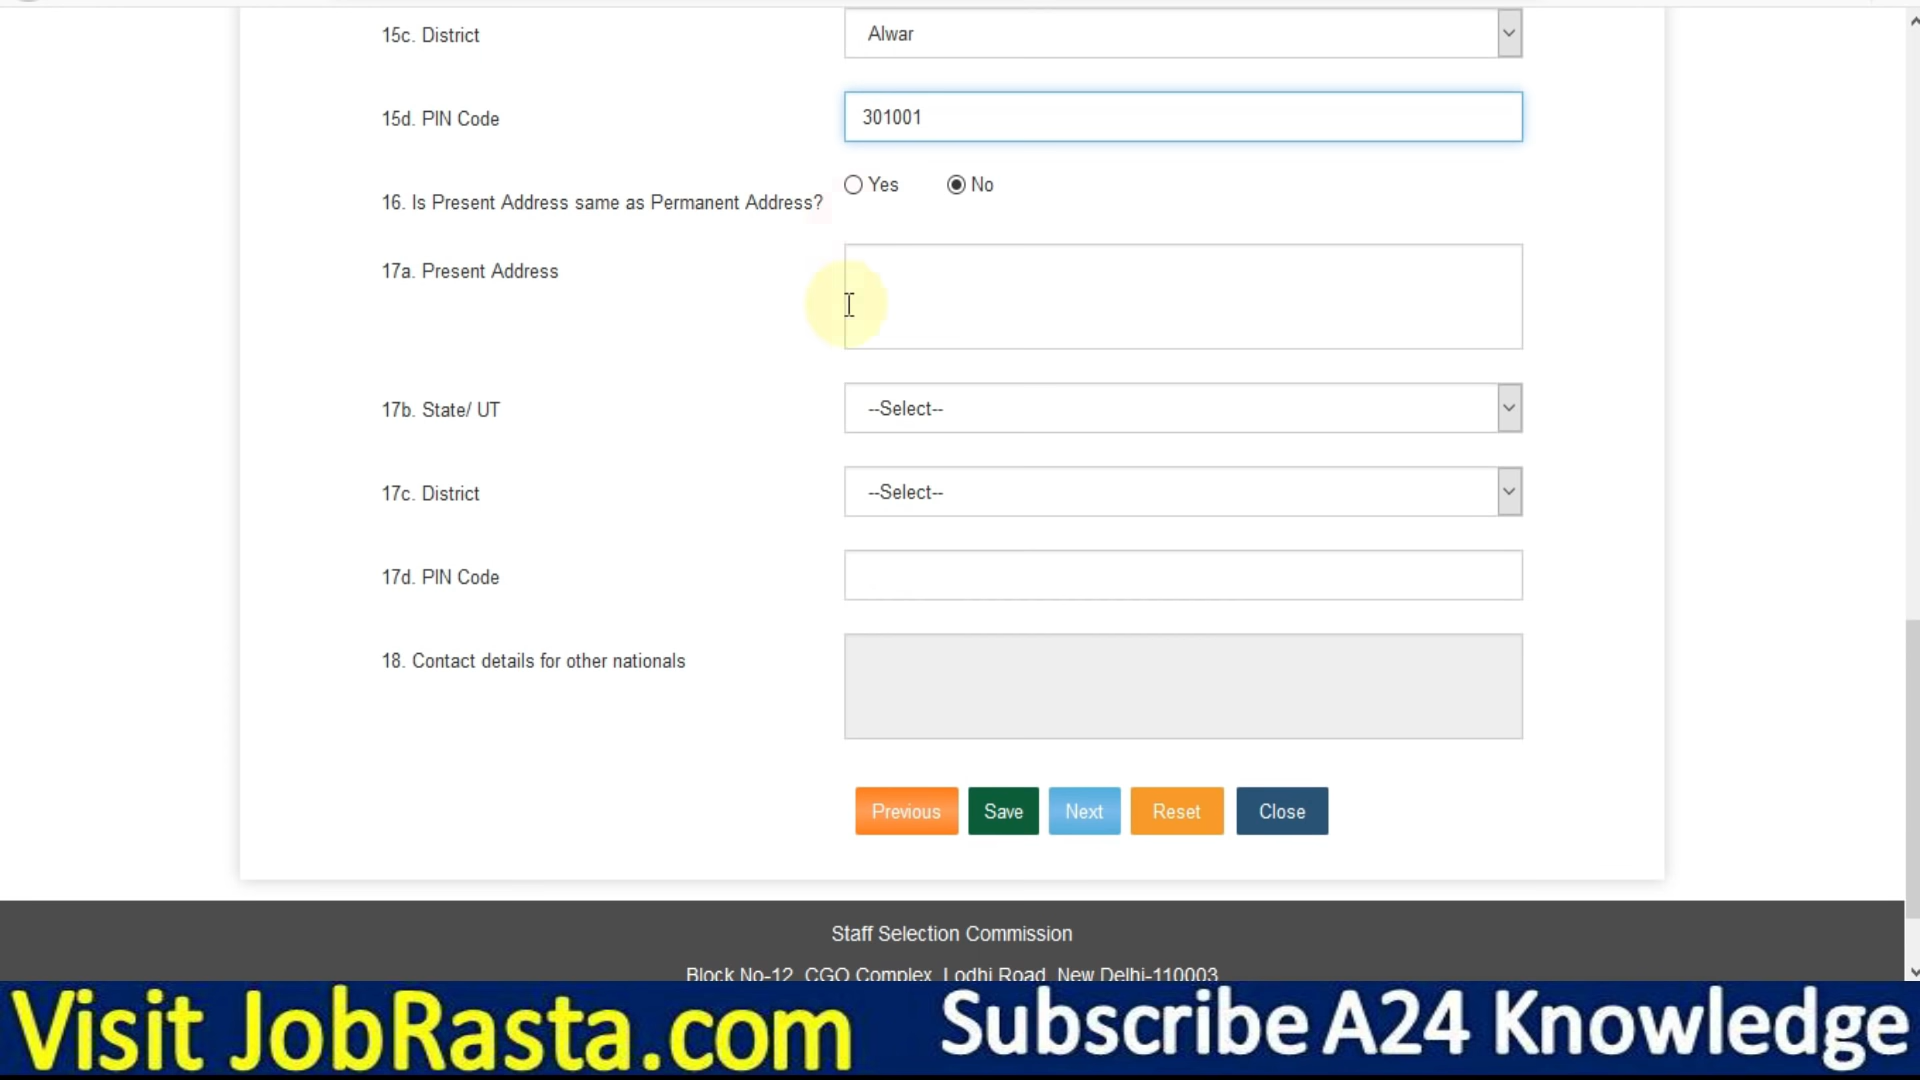 15c. District
Alwar
15d. PIN Code
301001
16. Is Present Address same as Permanent Address?
Yes No
17a. Present Address
17b. State/ UT
--Select--
17c. District
--Select--
17d. PIN Code
18. Contact details for other nationals
Previous Save Next Reset Close
Staff Selection Commission
Block No-12, CGO Complex, Lodhi Road, New Delhi-110003
Visit JobRasta.com Subscribe A24 Knowledge